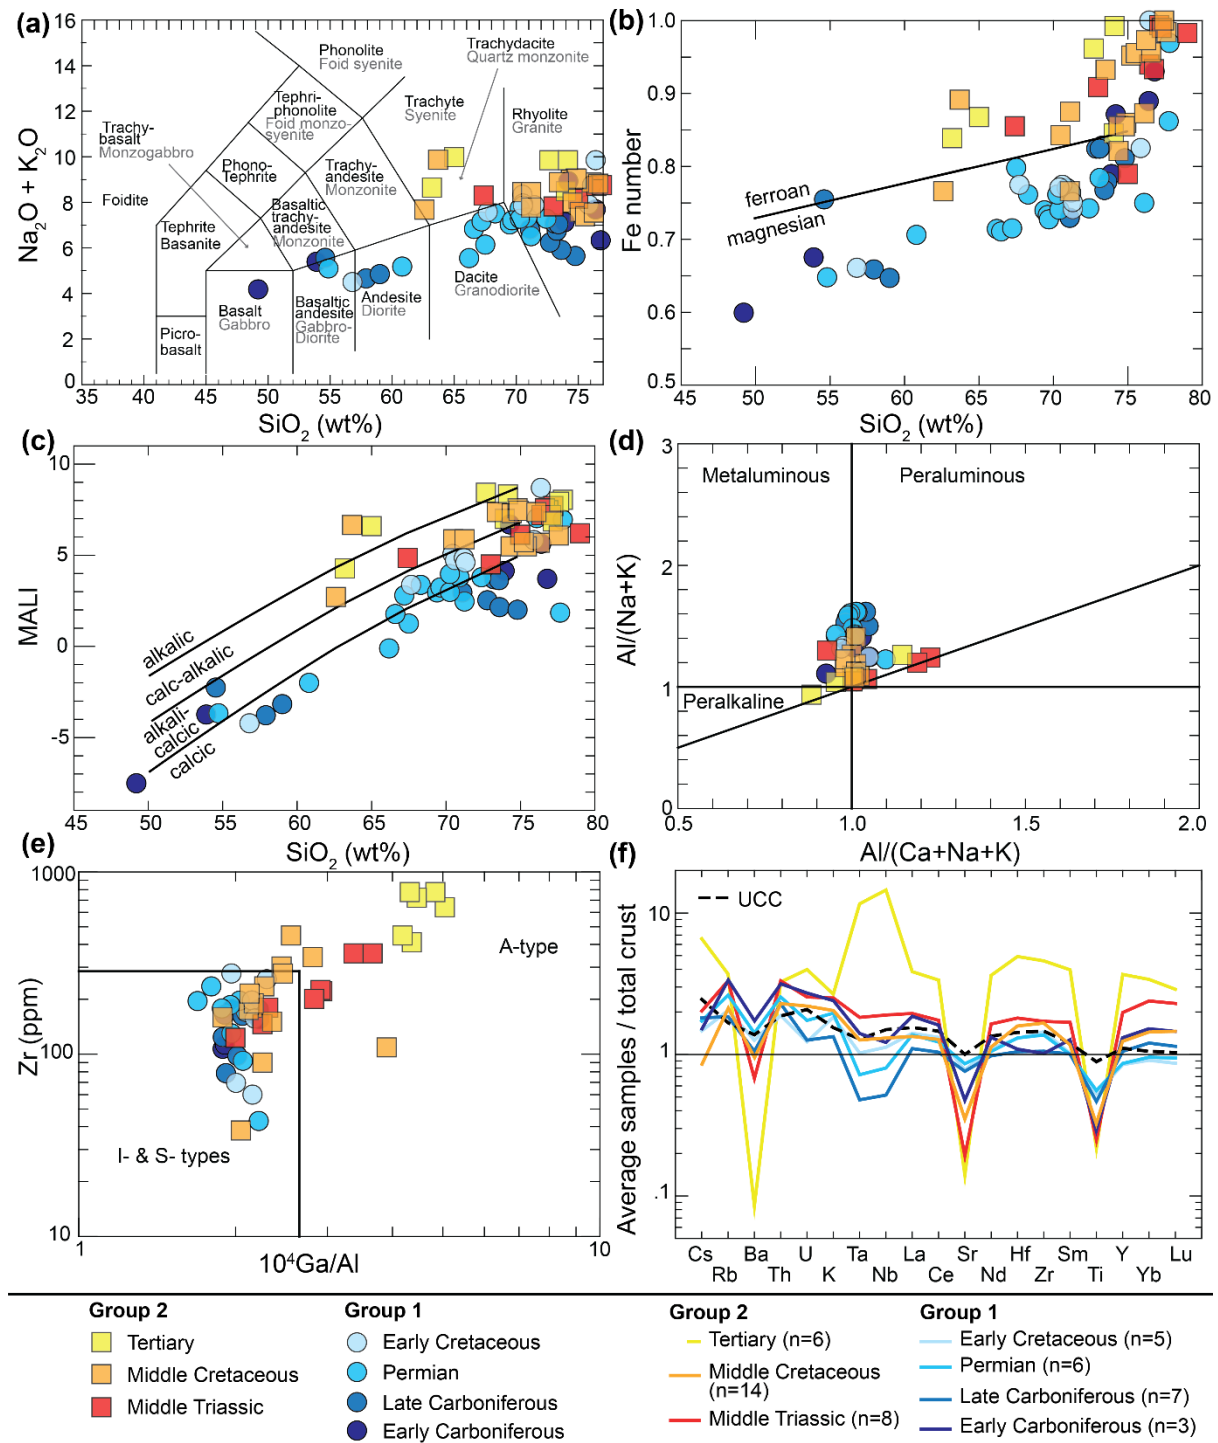 (a)
16
14
12
10
8
6
4
2
0
Na2O + K2O
35 40 45 50 55 60 65 70 75
SiO2 (wt%)
Phonolite
Foid syenite
Trachydacite
Quartz monzonite
Tephri-
phonolite
Foid monzo-
syenite
Trachyte
Syenite
Rhyolite
Granite
Trachy-
basalt
Monzogabbro
Phono-
Tephrite
Trachy-
andesite
Monzonite
Foidite
Basaltic
trachy-
andesite
Monzonite
Tephrite
Basanite
Dacite
Granodiorite
Basalt
Gabbro
Basaltic
andesite
Gabbro-
Diorite
Andesite
Diorite
Picro-
basalt
(b)
1.0
0.9
0.8
0.7
0.6
0.5
Fe number
ferroan
magnesian
45 50 55 60 65 70 75 80
SiO2 (wt%)
(c)
10
5
0
-5
MALI
alkalic
calc-alkalic
alkali-
calcic
calcic
45 50 55 60 65 70 75 80
SiO2 (wt%)
(d)
3
2
1
0
Al/(Na+K)
Metaluminous
Peraluminous
Peralkaline
0.5 1.0 1.5 2.0
Al/(Ca+Na+K)
(e)
1000
100
10
Zr (ppm)
A-type
I- & S- types
1 10
10⁴Ga/Al
(f)
10
1
.1
Average samples / total crust
UCC
Cs Ba U Ta La Sr Hf Sm Y Lu
Rb Th K Nb Ce Nd Zr Ti Yb
Group 2
Tertiary
Middle Cretaceous
Middle Triassic
Group 1
Early Cretaceous
Permian
Late Carboniferous
Early Carboniferous
Group 2
Tertiary (n=6)
Middle Cretaceous
(n=14)
Middle Triassic (n=8)
Group 1
Early Cretaceous (n=5)
Permian (n=6)
Late Carboniferous (n=7)
Early Carboniferous (n=3)